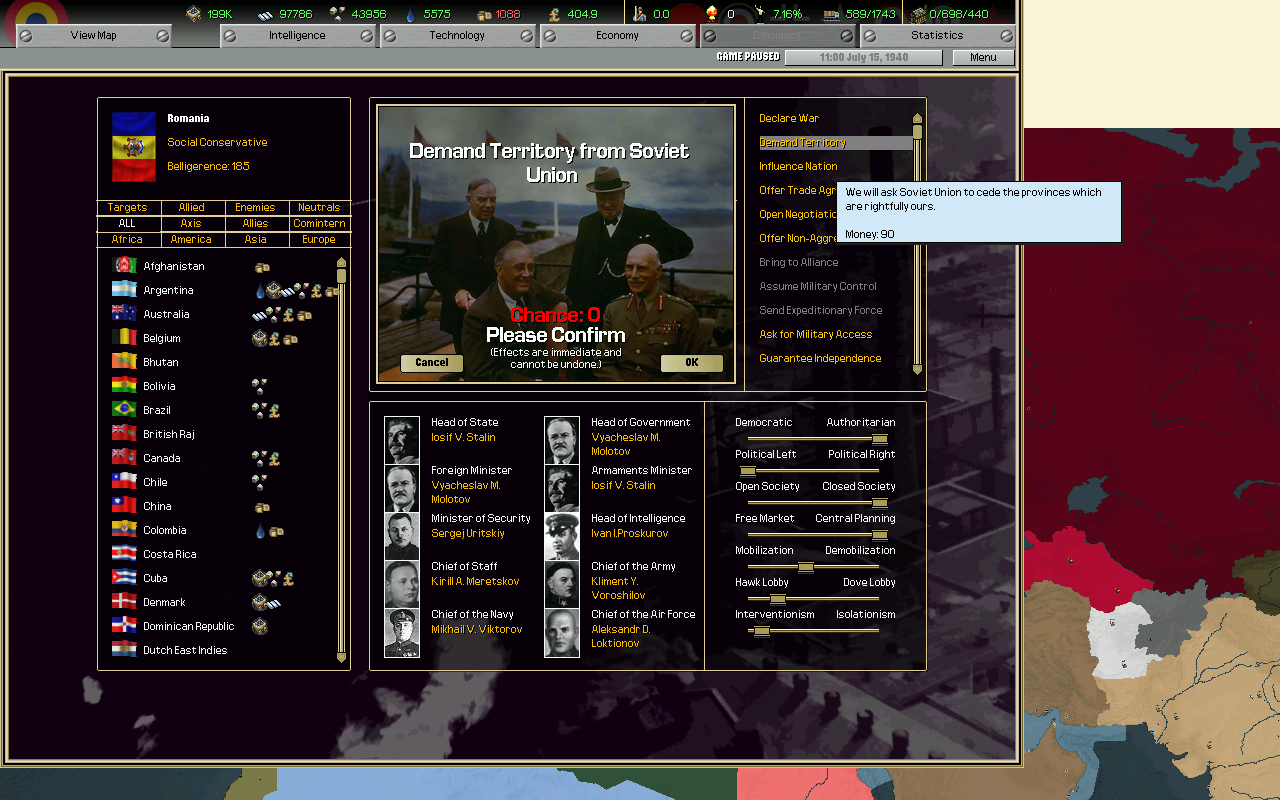 199K 97786 43956 5575 1088 404.9 0.0 0 7.16% 589/1743 0/698/440
View Map Intelligence Technology Economy Diplomacy Statistics
GAME PAUSED 11:00 July 15, 1940 Menu
Romania
Social Conservative
Belligerence: 185
Targets Allied Enemies Neutrals
ALL Axis Allies Comintern
Africa America Asia Europe
Afghanistan
Argentina
Australia
Belgium
Bhutan
Bolivia
Brazil
British Raj
Canada
Chile
China
Colombia
Costa Rica
Cuba
Denmark
Dominican Republic
Dutch East Indies
Demand Territory from Soviet
Union
Chance: 0
Please Confirm
(Effects are immediate and
cannot be undone.)
Cancel OK
Declare War
Demand Territory
Influence Nation
Offer Trade Agr
Open Negotiatio
Offer Non-Aggre
Bring to Alliance
Assume Military Control
Send Expeditionary Force
Ask for Military Access
Guarantee Independence
We will ask Soviet Union to cede the provinces which
are rightfully ours.
Money: 90
Head of State
Iosif V. Stalin
Head of Government
Vyacheslav M.
Molotov
Foreign Minister
Vyacheslav M.
Molotov
Armaments Minister
Iosif V. Stalin
Minister of Security
Sergej Uritskiy
Head of Intelligence
Ivan I.Proskurov
Chief of Staff
Kirill A. Meretskov
Chief of the Army
Kliment Y.
Voroshilov
Chief of the Navy
Mikhail V. Viktorov
Chief of the Air Force
Aleksandr D.
Loktionov
Democratic Authoritarian
Political Left Political Right
Open Society Closed Society
Free Market Central Planning
Mobilization Demobilization
Hawk Lobby Dove Lobby
Interventionism Isolationism